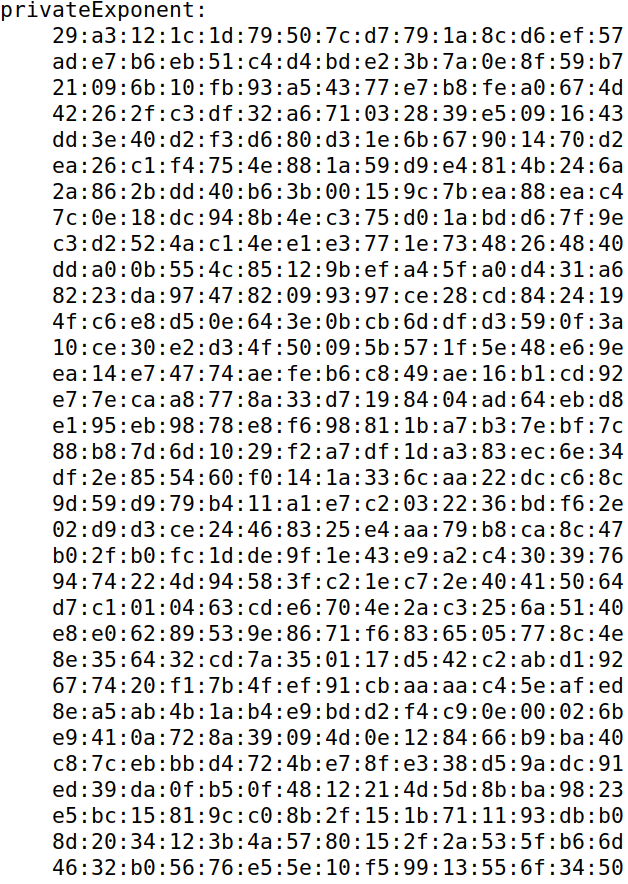 privateExponent:
29:a3:12:1c:1d:79:50:7c:d7:79:1a:8c:d6:ef:57
ad:e7:b6:eb:51:c4:d4:bd:e2:3b:7a:0e:8f:59:b7
21:09:6b:10:fb:93:a5:43:77:e7:b8:fe:a0:67:4d
42:26:2f:c3:df:32:a6:71:03:28:39:e5:09:16:43
dd:3e:40:d2:f3:d6:80:d3:1e:6b:67:90:14:70:d2
ea:26:c1:f4:75:4e:88:1a:59:d9:e4:81:4b:24:6a
2a:86:2b:dd:40:b6:3b:00:15:9c:7b:ea:88:ea:c4
7c:0e:18:dc:94:8b:4e:c3:75:d0:1a:bd:d6:7f:9e
c3:d2:52:4a:c1:4e:e1:e3:77:1e:73:48:26:48:40
dd:a0:0b:55:4c:85:12:9b:ef:a4:5f:a0:d4:31:a6
82:23:da:97:47:82:09:93:97:ce:28:cd:84:24:19
4f:c6:e8:d5:0e:64:3e:0b:cb:6d:df:d3:59:0f:3a
10:ce:30:e2:d3:4f:50:09:5b:57:1f:5e:48:e6:9e
ea:14:e7:47:74:ae:fe:b6:c8:49:ae:16:b1:cd:92
e7:7e:ca:a8:77:8a:33:d7:19:84:04:ad:64:eb:d8
e1:95:eb:98:78:e8:f6:98:81:1b:a7:b3:7e:bf:7c
88:b8:7d:6d:10:29:f2:a7:df:1d:a3:83:ec:6e:34
df:2e:85:54:60:f0:14:1a:33:6c:aa:22:dc:c6:8c
9d:59:d9:79:b4:11:a1:e7:c2:03:22:36:bd:f6:2e
02:d9:d3:ce:24:46:83:25:e4:aa:79:b8:ca:8c:47
b0:2f:b0:fc:1d:de:9f:1e:43:e9:a2:c4:30:39:76
94:74:22:4d:94:58:3f:c2:1e:c7:2e:40:41:50:64
d7:c1:01:04:63:cd:e6:70:4e:2a:c3:25:6a:51:40
e8:e0:62:89:53:9e:86:71:f6:83:65:05:77:8c:4e
8e:35:64:32:cd:7a:35:01:17:d5:42:c2:ab:d1:92
67:74:20:f1:7b:4f:ef:91:cb:aa:aa:c4:5e:af:ed
8e:a5:ab:4b:1a:b4:e9:bd:d2:f4:c9:0e:00:02:6b
e9:41:0a:72:8a:39:09:4d:0e:12:84:66:b9:ba:40
c8:7c:eb:bb:d4:72:4b:e7:8f:e3:38:d5:9a:dc:91
ed:39:da:0f:b5:0f:48:12:21:4d:5d:8b:ba:98:23
e5:bc:15:81:9c:c0:8b:2f:15:1b:71:11:93:db:b0
8d:20:34:12:3b:4a:57:80:15:2f:2a:53:5f:b6:6d
46:32:b0:56:76:e5:5e:10:f5:99:13:55:6f:34:50